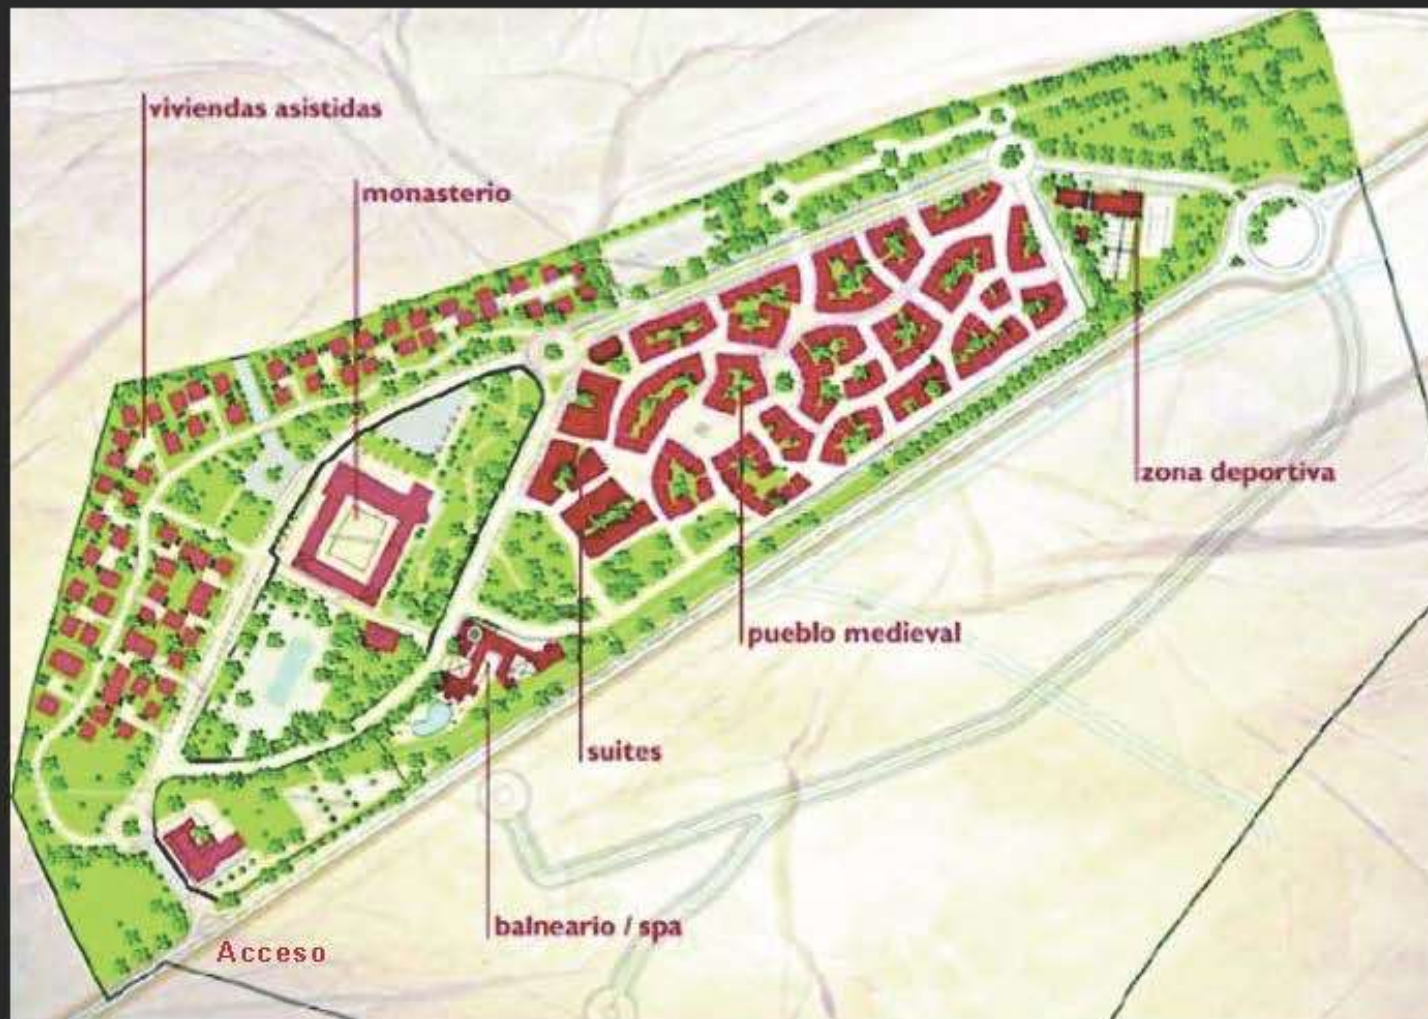 viviendas asistidas
monasterio
zona deportiva
pueblo medieval
suites
balneario / spa
Acceso